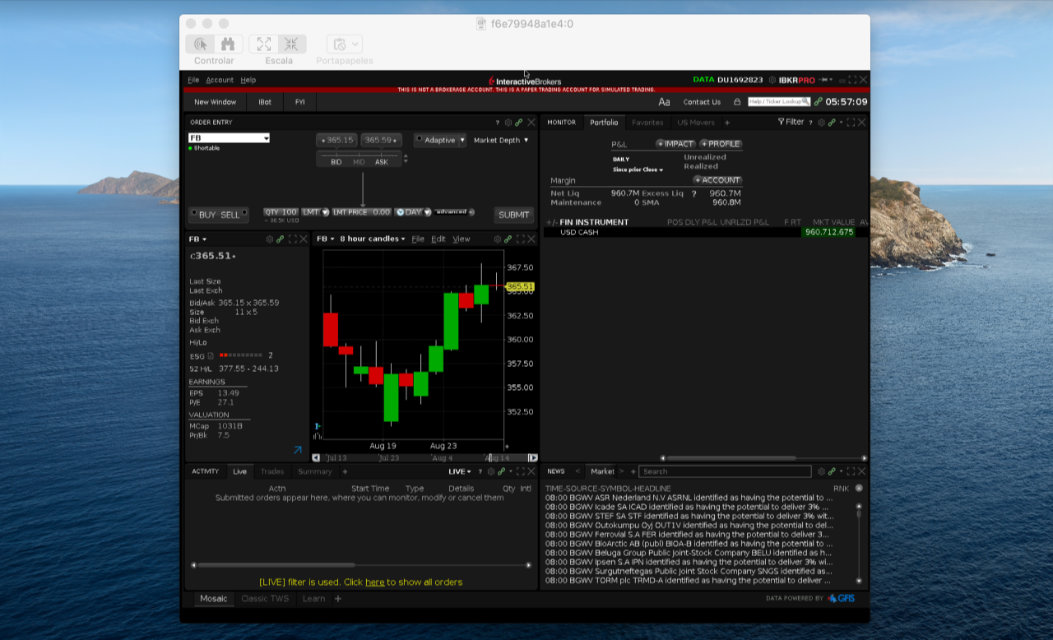 f6e79948a1e4:0
Controlar
Escala
Portapapeles
File Account Help
InteractiveBrokers
DATA DU1692823 IBKRPRO
THIS IS NOT A BROKERAGE ACCOUNT. THIS IS A PAPER TRADING ACCOUNT FOR SIMULATED TRADING.
New Window IBot FYI
Aa Contact Us Help / Ticker Lookup 05:57:09
ORDER ENTRY
FB
Shortable
365.15 365.59
Adaptive
Market Depth
BID MID ASK
BUY SELL QTY 100 LMT LMT PRICE 0.00 DAY advanced SUBMIT
MONITOR Portfolio Favorites US Movers + Filter ?
P&L + IMPACT + PROFILE
DAILY Unrealized
Since prior Close Realized
Margin + ACCOUNT
Net Liq 960.7M Excess Liq ? 960.7M
Maintenance 0 SMA 960.8M
+/- FIN INSTRUMENT POS DLY P&L UNRLZD P&L F RT MKT VALUE AV
USD CASH 960,712,675
FB
c365.51
Last Size
Last Exch
Bid/Ask 365.15 x 365.59
Size 11 x 5
Bid Exch
Ask Exch
Hi/Lo
ESG 2
52 H/L 377.55 - 244.13
EARNINGS
EPS 13.49
P/E 27.1
VALUATION
MCap 1031B
Pr/Bk 7.5
FB 8 hour candles File Edit View
367.50
365.51
365.00
362.50
360.00
357.50
355.00
352.50
Aug 19 Aug 23
Jul 13 Jul 23 Aug 4 Aug 14
ACTIVITY Live Trades Summary + LIVE ?
Actn Start Time Type Details Qty Intl
Submitted orders appear here, where you can monitor, modify or cancel them
[LIVE] filter is used. Click here to show all orders
NEWS < Market > + Search
TIME-SOURCE-SYMBOL-HEADLINE RNK
08:00 BGWV ASR Nederland N.V ASRNL identified as having the potential to ...
08:00 BGWV Icade SA ICAD identified as having the potential to deliver 3% ...
08:00 BGWV STEF SA STF identified as having the potential to deliver 3% wit...
08:00 BGWV Outokumpu Oyj OUT1V identified as having the potential to del...
08:00 BGWV Ferrovial S.A FER identified as having the potential to deliver 3...
08:00 BGWV BioArctic AB (publ) BIOA-B identified as having the potential to ...
08:00 BGWV Beluga Group Public Joint-Stock Company BELU identified as h...
08:00 BGWV Ipsen S.A IPN identified as having the potential to deliver 3% wi...
08:00 BGWV Surgutneftegas Public Joint Stock Company SNGS identified as...
08:00 BGWV TORM plc TRMD-A identified as having the potential to deliver ...
Mosaic Classic TWS Learn +
DATA POWERED BY GFIS